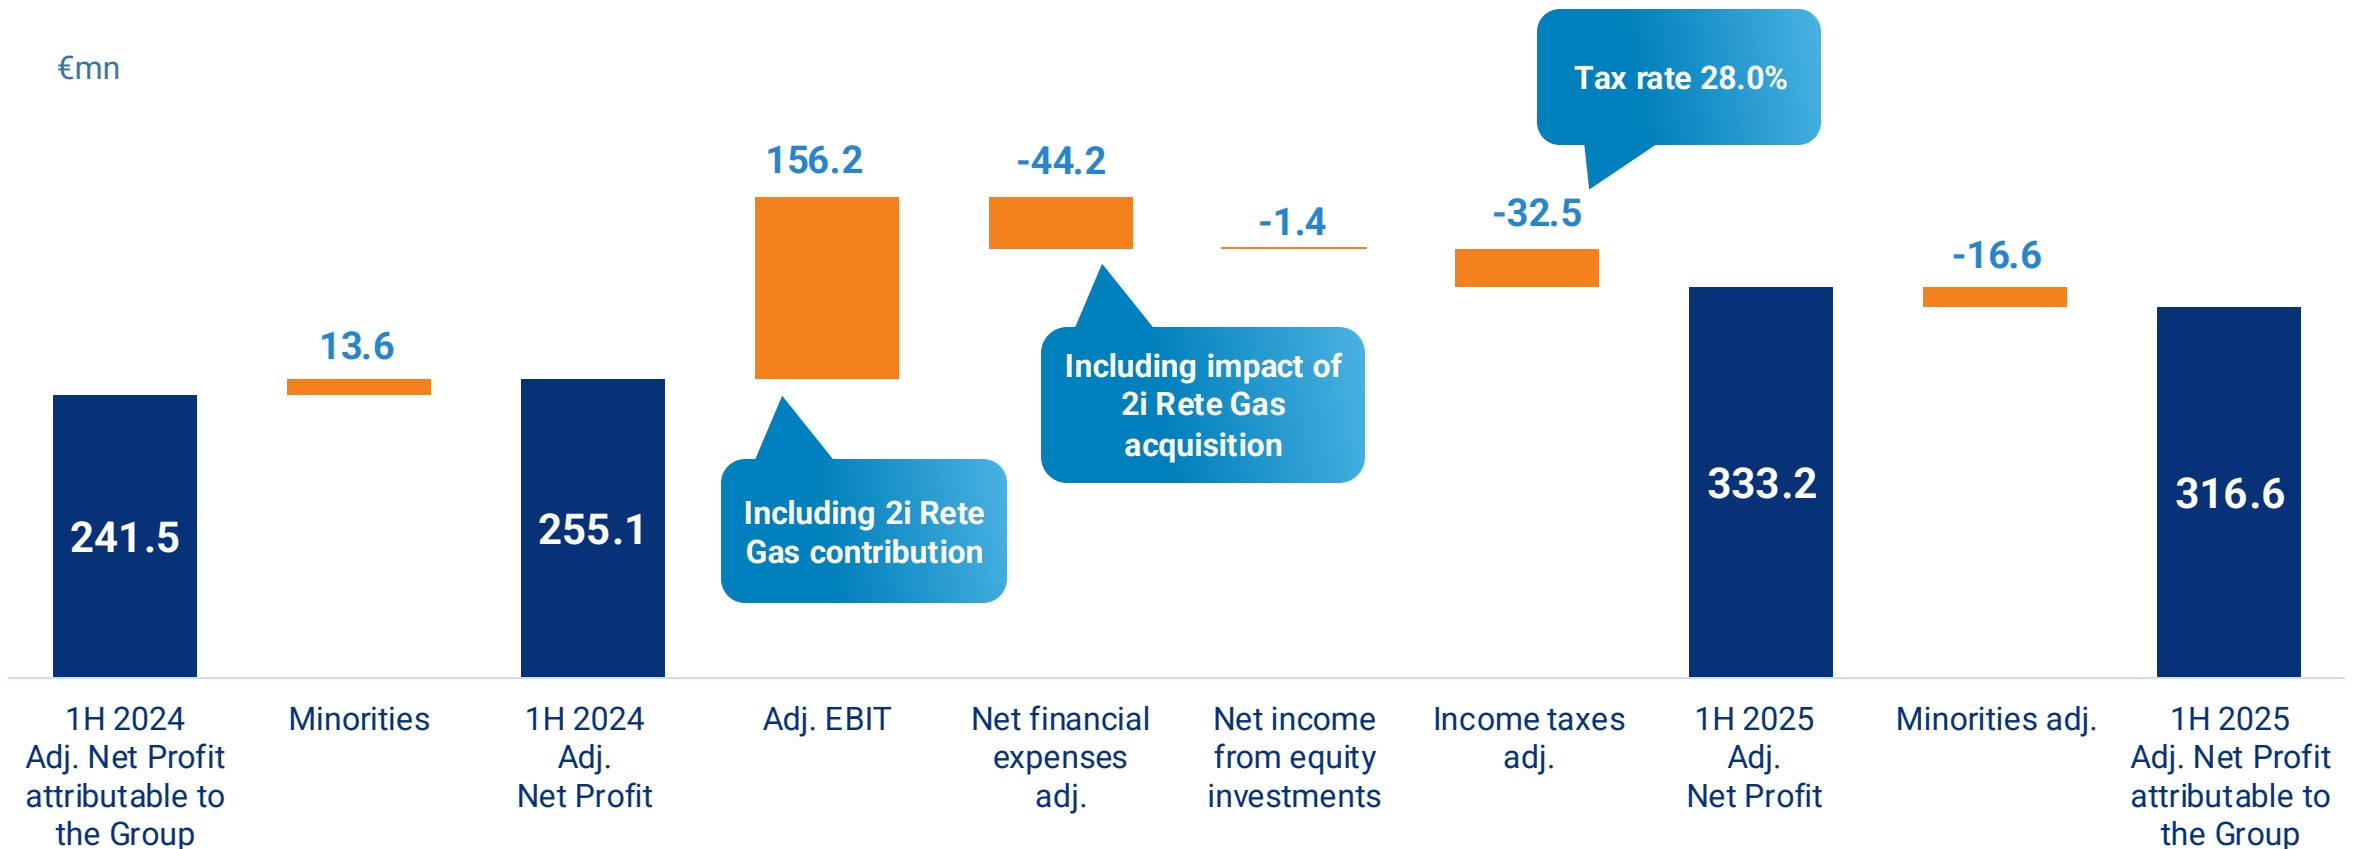 €mn
Tax rate 28.0%
156.2
-44.2
-1.4
-32.5
-16.6
13.6
Including impact of
2i Rete Gas
acquisition
Including 2i Rete
Gas contribution
241.5
255.1
333.2
316.6
1H 2024
Adj. Net Profit
attributable to
the Group
Minorities
1H 2024
Adj.
Net Profit
Adj. EBIT
Net financial
expenses
adj.
Net income
from equity
investments
Income taxes
adj.
1H 2025
Adj.
Net Profit
Minorities adj.
1H 2025
Adj. Net Profit
attributable to
the Group